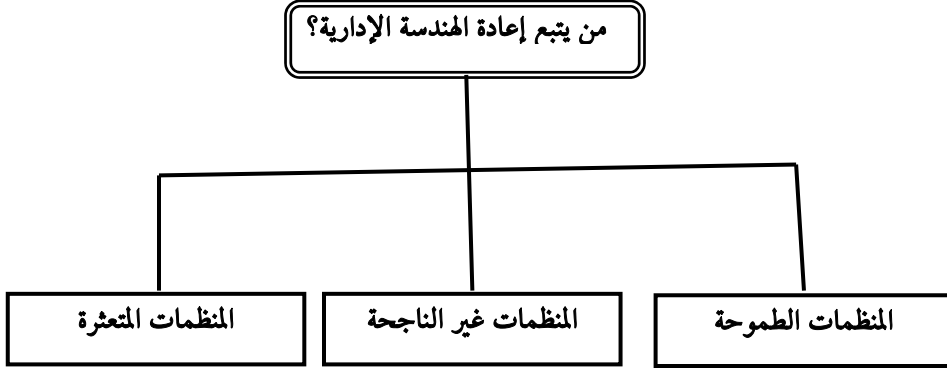 من يتبع إعادة الهندسة الإدارية؟
المنظمات الطموحة
المنظمات غير الناجحة
المنظمات المتعثرة